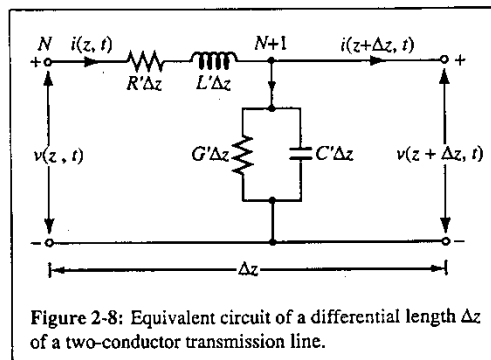 N i(z, t) N+1 i(z+Δz, t)
+ +
R'Δz L'Δz
v(z, t) G'Δz C'Δz v(z + Δz, t)
− −
Δz
Figure 2-8: Equivalent circuit of a differential length Δz
of a two-conductor transmission line.